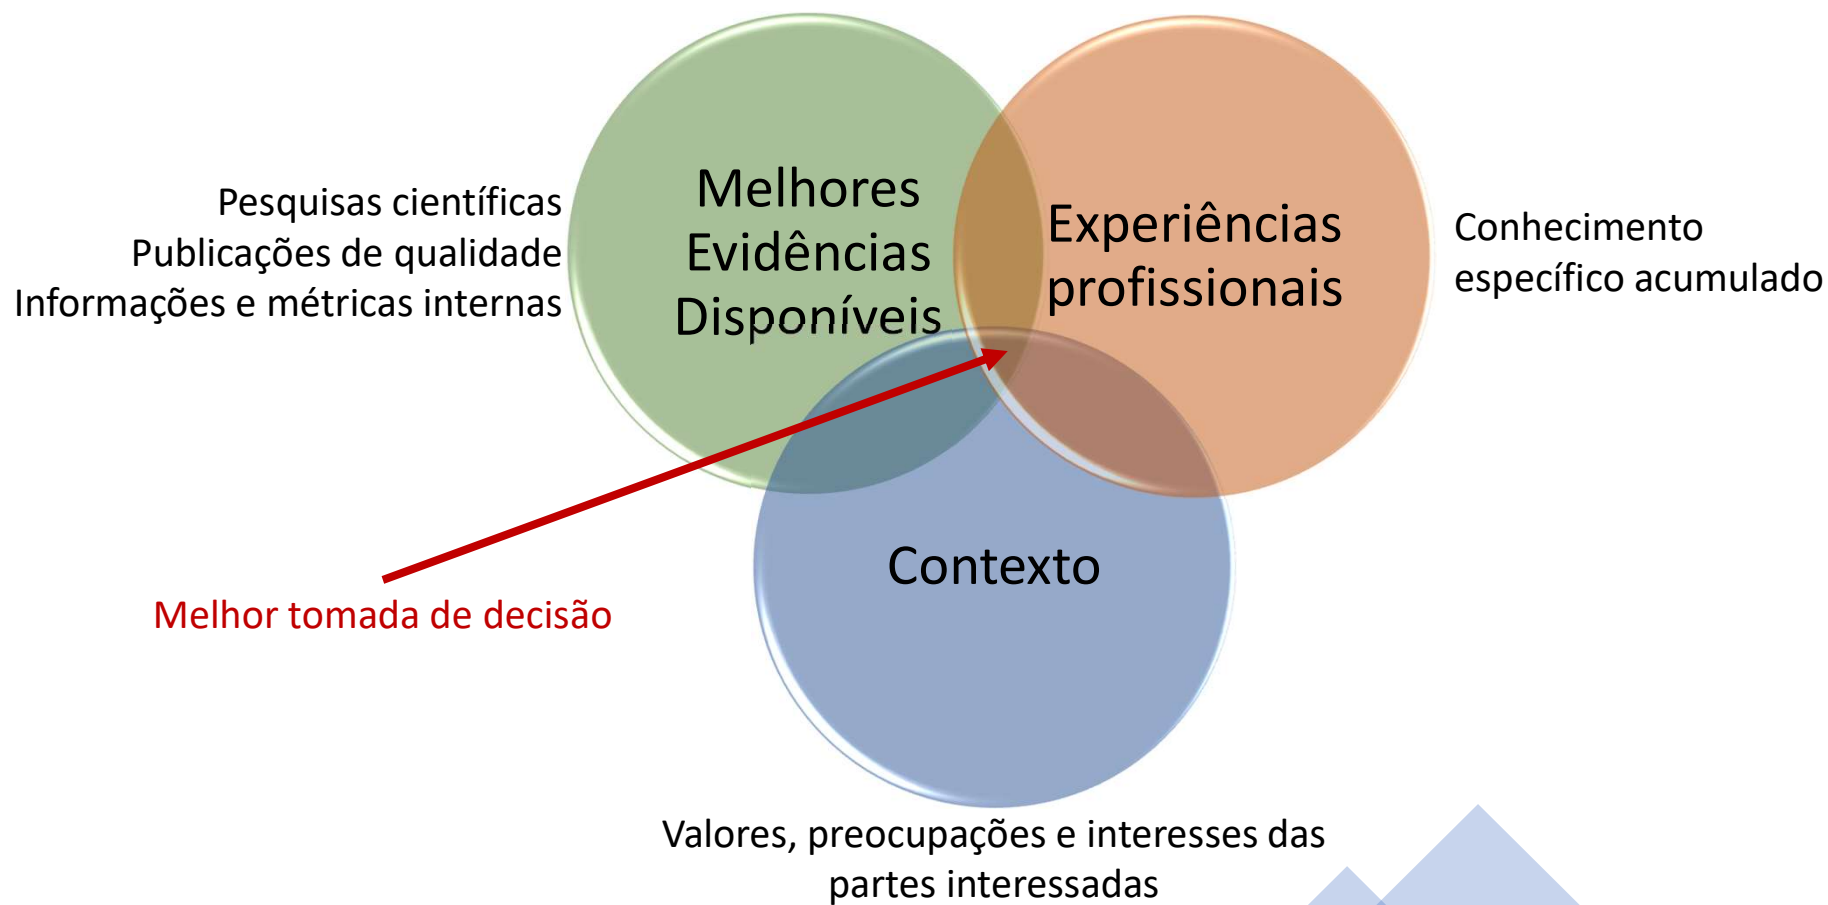 Melhores
Evidências
Disponíveis
Experiências
profissionais
Pesquisas científicas
Publicações de qualidade
Informações e métricas internas
Conhecimento
específico acumulado
Contexto
Melhor tomada de decisão
Valores, preocupações e interesses das
partes interessadas